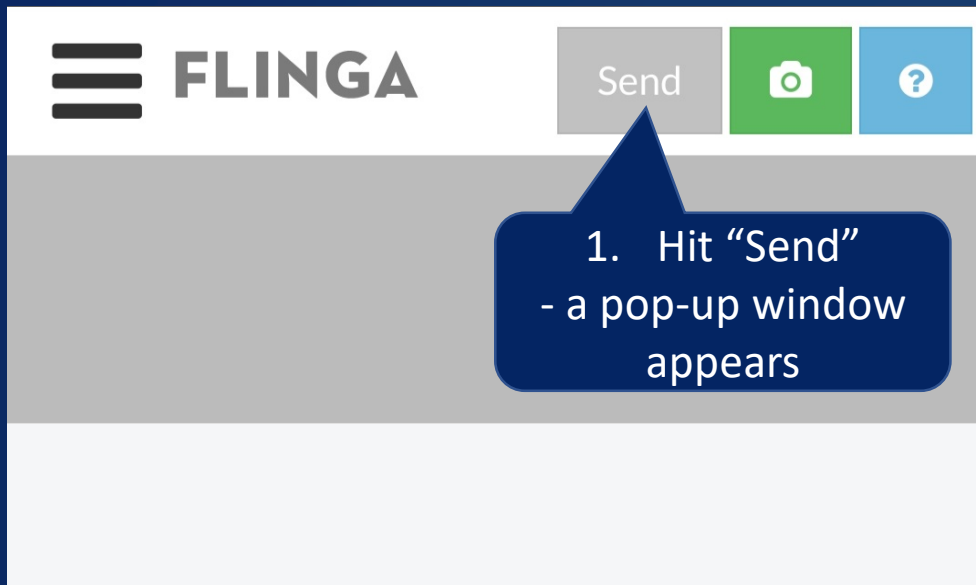 FLINGA
Send
1. Hit “Send”
- a pop-up window
appears